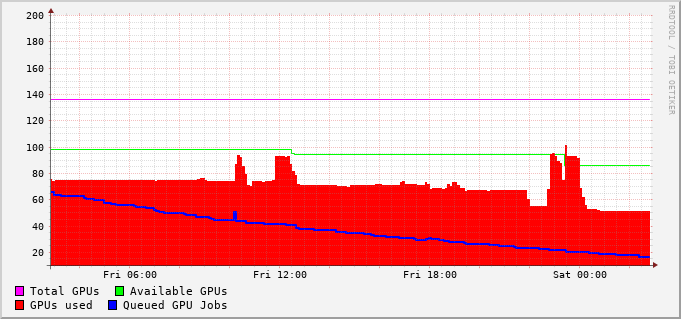 200
180
160
140
120
100
80
60
40
20
Fri 06:00 Fri 12:00 Fri 18:00 Sat 00:00
Total GPUs Available GPUs
GPUs used Queued GPU Jobs
RRDTOOL / TOBI OETIKER